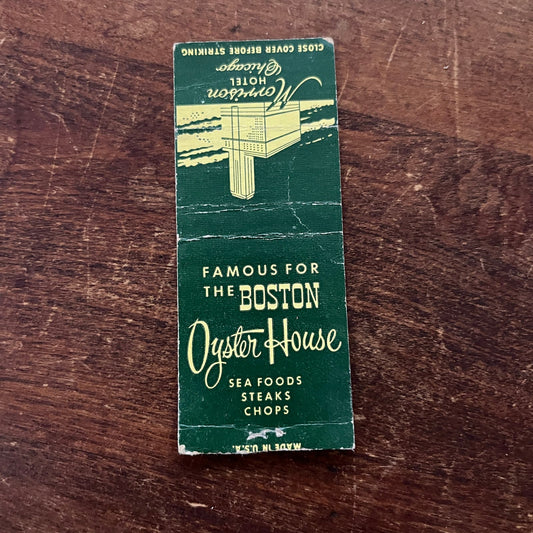 CLOSE COVER BEFORE STRIKING
Morrison
HOTEL
Chicago
FAMOUS FOR
THE BOSTON
Oyster House
SEA FOODS
STEAKS
CHOPS
MADE IN U.S.A.